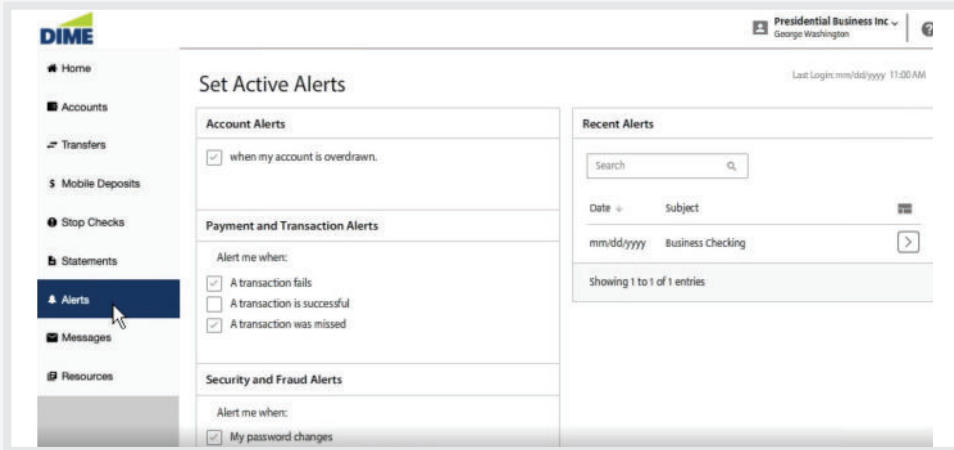 DIME
Presidential Business Inc
George Washington
Home
Accounts
Transfers
Mobile Deposits
Stop Checks
Statements
Alerts
Messages
Resources
Set Active Alerts
Last Login: mm/dd/yyyy 11:00 AM
Account Alerts
when my account is overdrawn.
Payment and Transaction Alerts
Alert me when:
A transaction fails
A transaction is successful
A transaction was missed
Security and Fraud Alerts
Alert me when:
My password changes
Recent Alerts
Search
Date Subject
mm/dd/yyyy Business Checking
Showing 1 to 1 of 1 entries